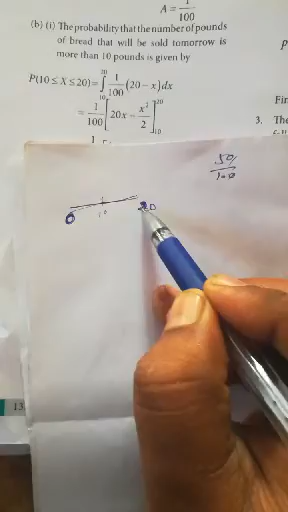 A = 1/100
(b) (i) The probability that the number of pounds
of bread that will be sold tomorrow is
more than 10 pounds is given by
P(10 ≤ X ≤ 20) = ∫₁₀²⁰ 1/100 (20 − x)dx
= 1/100 [20x − x²/2]₁₀²⁰
1
Fin
3. The
50/100
0 10 20
13